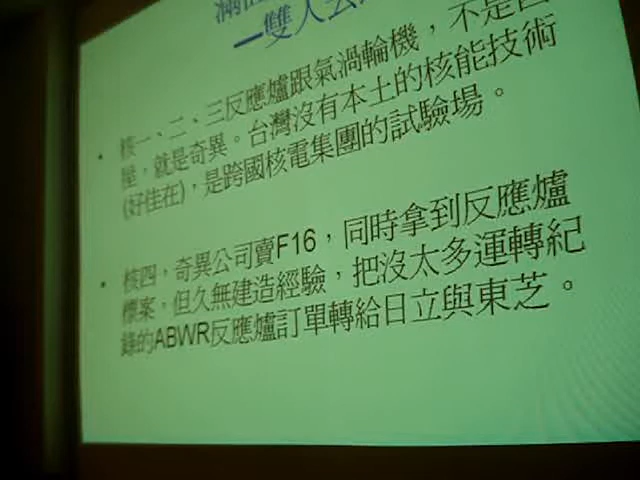 一雙人
• 核一、二、三反應爐跟氣渦輪機，不是西
屋，就是奇異。台灣沒有本土的核能技術
(好佳在)，是跨國核電集團的試驗場。
• 核四，奇異公司賣F16，同時拿到反應爐
標案，但久無建造經驗，把沒太多運轉紀
錄的ABWR反應爐訂單轉給日立與東芝。